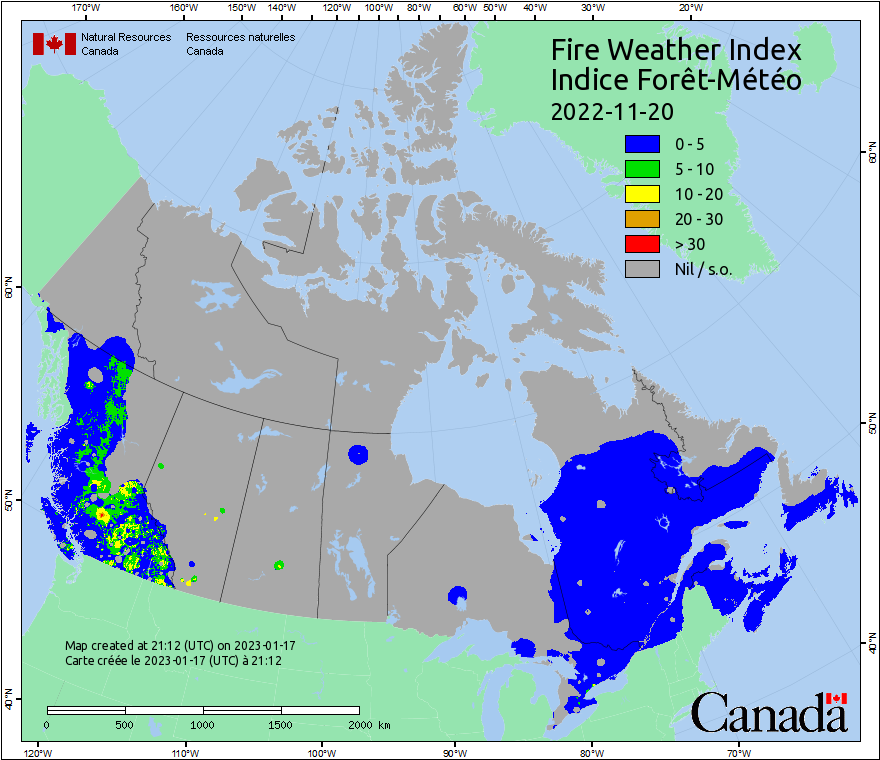 170°W 160°W 150°W 140°W 130°W 120°W 110°W 100°W 90°W 80°W 70°W 60°W 50°W 40°W 30°W 20°W
Natural Resources Canada
Ressources naturelles Canada
Fire Weather Index
Indice Forêt-Météo
2022-11-20
0 - 5
5 - 10
10 - 20
20 - 30
> 30
Nil / s.o.
60°N
50°N
40°N
60°N
50°N
40°N
Map created at 21:12 (UTC) on 2023-01-17
Carte créée le 2023-01-17 (UTC) à 21:12
0 500 1000 1500 2000 km
Canada
120°W 110°W 100°W 90°W 80°W 70°W